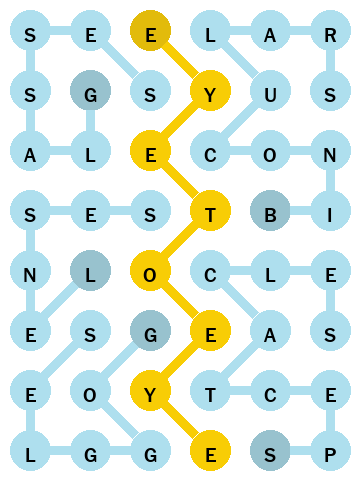 S E E L A R
S G S Y U S
A L E C O N
S E S T B I
N L O C L E
E S G E A S
E O Y T C E
L G G E S P